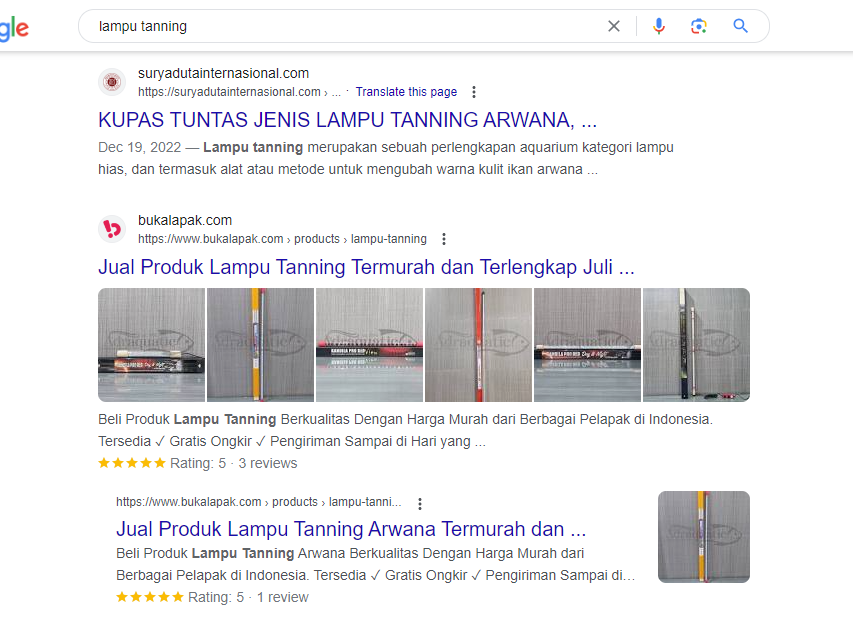 gle
lampu tanning
suryadutainternasional.com
https://suryadutainternasional.com › ... · Translate this page
KUPAS TUNTAS JENIS LAMPU TANNING ARWANA, ...
Dec 19, 2022 — Lampu tanning merupakan sebuah perlengkapan aquarium kategori lampu
hias, dan termasuk alat atau metode untuk mengubah warna kulit ikan arwana ...
bukalapak.com
https://www.bukalapak.com › products › lampu-tanning
Jual Produk Lampu Tanning Termurah dan Terlengkap Juli ...
Beli Produk Lampu Tanning Berkualitas Dengan Harga Murah dari Berbagai Pelapak di Indonesia.
Tersedia ✓ Gratis Ongkir ✓ Pengiriman Sampai di Hari yang ...
Rating: 5 · 3 reviews
https://www.bukalapak.com › products › lampu-tanni...
Jual Produk Lampu Tanning Arwana Termurah dan ...
Beli Produk Lampu Tanning Arwana Berkualitas Dengan Harga Murah dari
Berbagai Pelapak di Indonesia. Tersedia ✓ Gratis Ongkir ✓ Pengiriman Sampai di...
Rating: 5 · 1 review